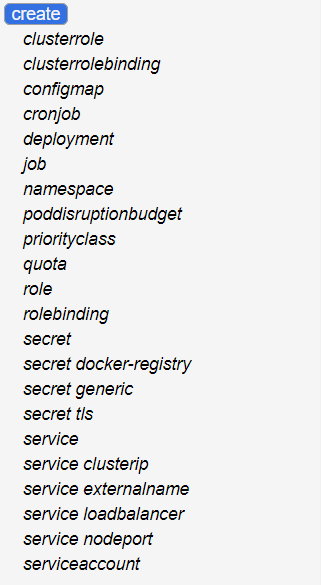 create
clusterrole
clusterrolebinding
configmap
cronjob
deployment
job
namespace
poddisruptionbudget
priorityclass
quota
role
rolebinding
secret
secret docker-registry
secret generic
secret tls
service
service clusterip
service externalname
service loadbalancer
service nodeport
serviceaccount